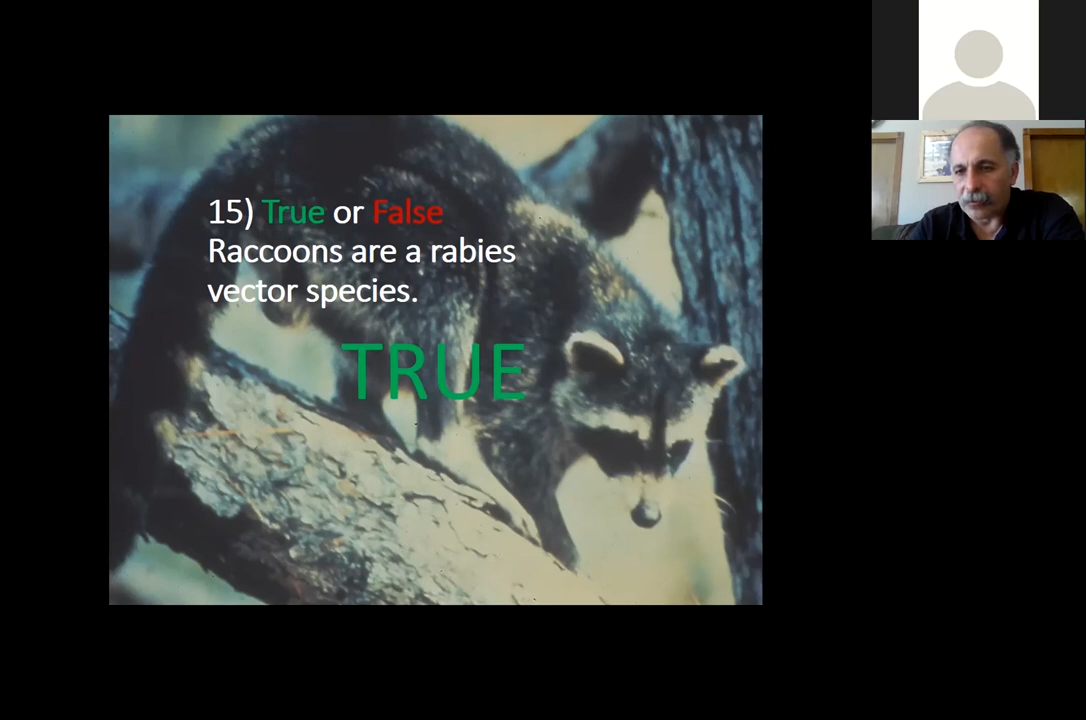 15) True or False
Raccoons are a rabies
vector species.
TRUE